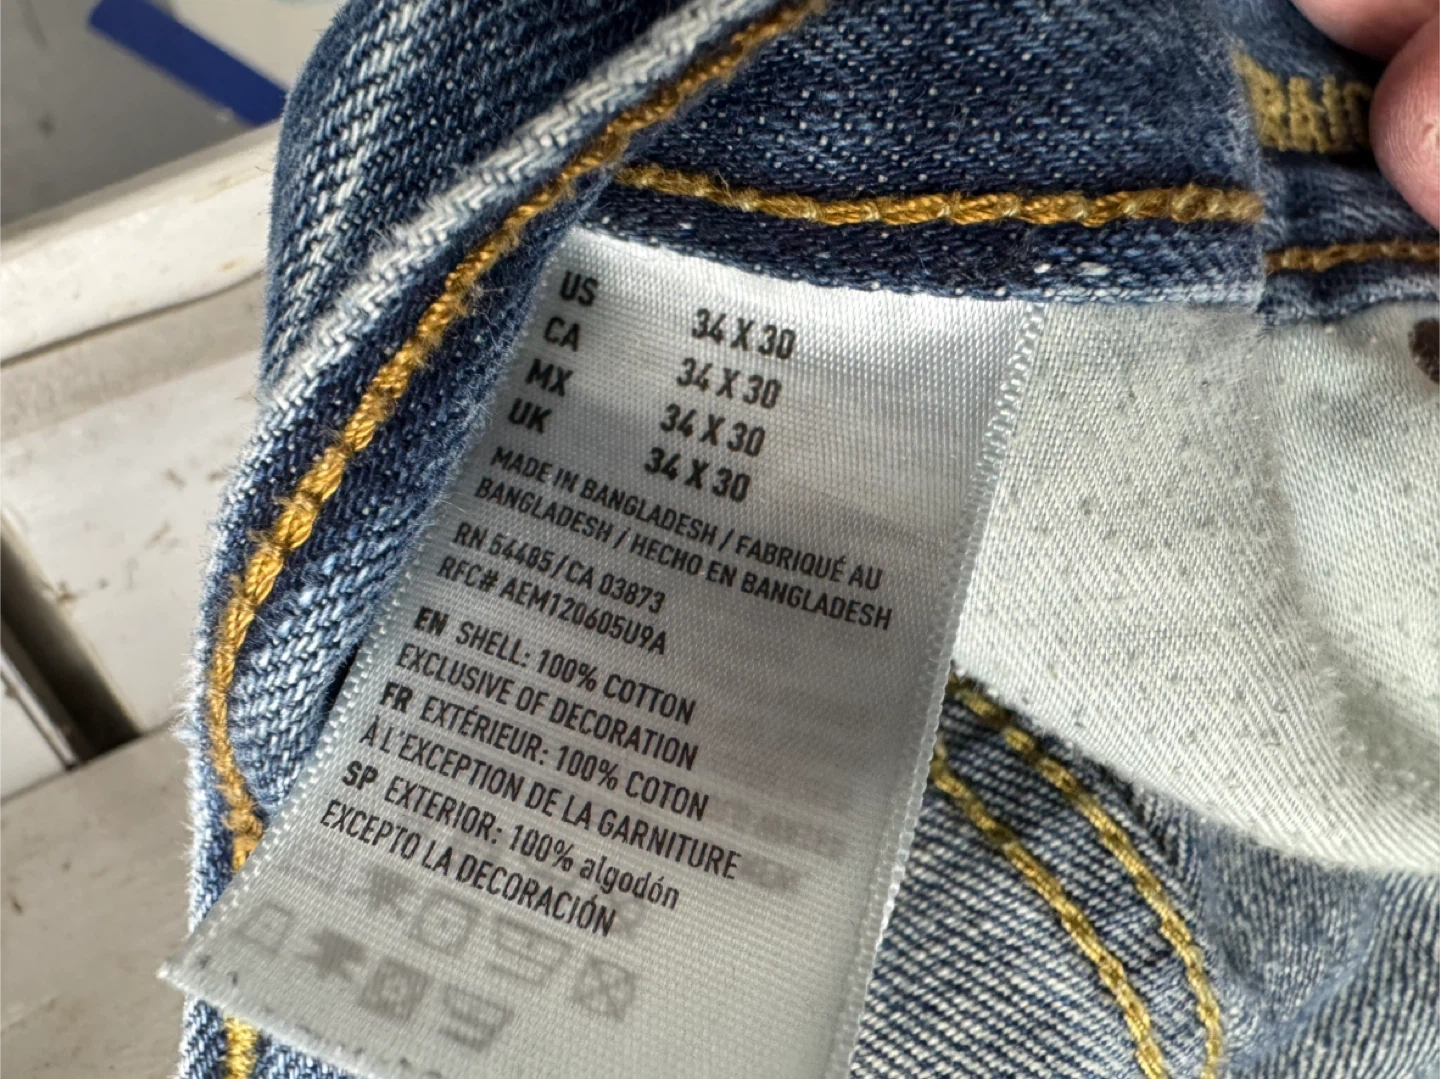 US 34 X 30
CA 34 X 30
MX 34 X 30
UK 34 X 30
MADE IN BANGLADESH / FABRIQUÉ AU
BANGLADESH / HECHO EN BANGLADESH
RN 54485 / CA 03873
RFC# AEM120605U9A
EN SHELL: 100% COTTON
EXCLUSIVE OF DECORATION
FR EXTÉRIEUR: 100% COTON
À L'EXCEPTION DE LA GARNITURE
SP EXTERIOR: 100% algodón
EXCEPTO LA DECORACIÓN